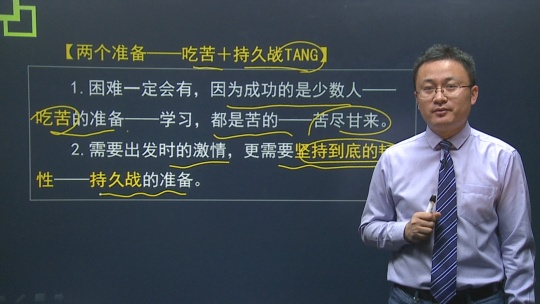 【两个准备——吃苦＋持久战TANG】
1.困难一定会有，因为成功的是少数人——
吃苦的准备——学习，都是苦的——苦尽甘来。
2.需要出发时的激情，更需要坚持到底的
性——持久战的准备。